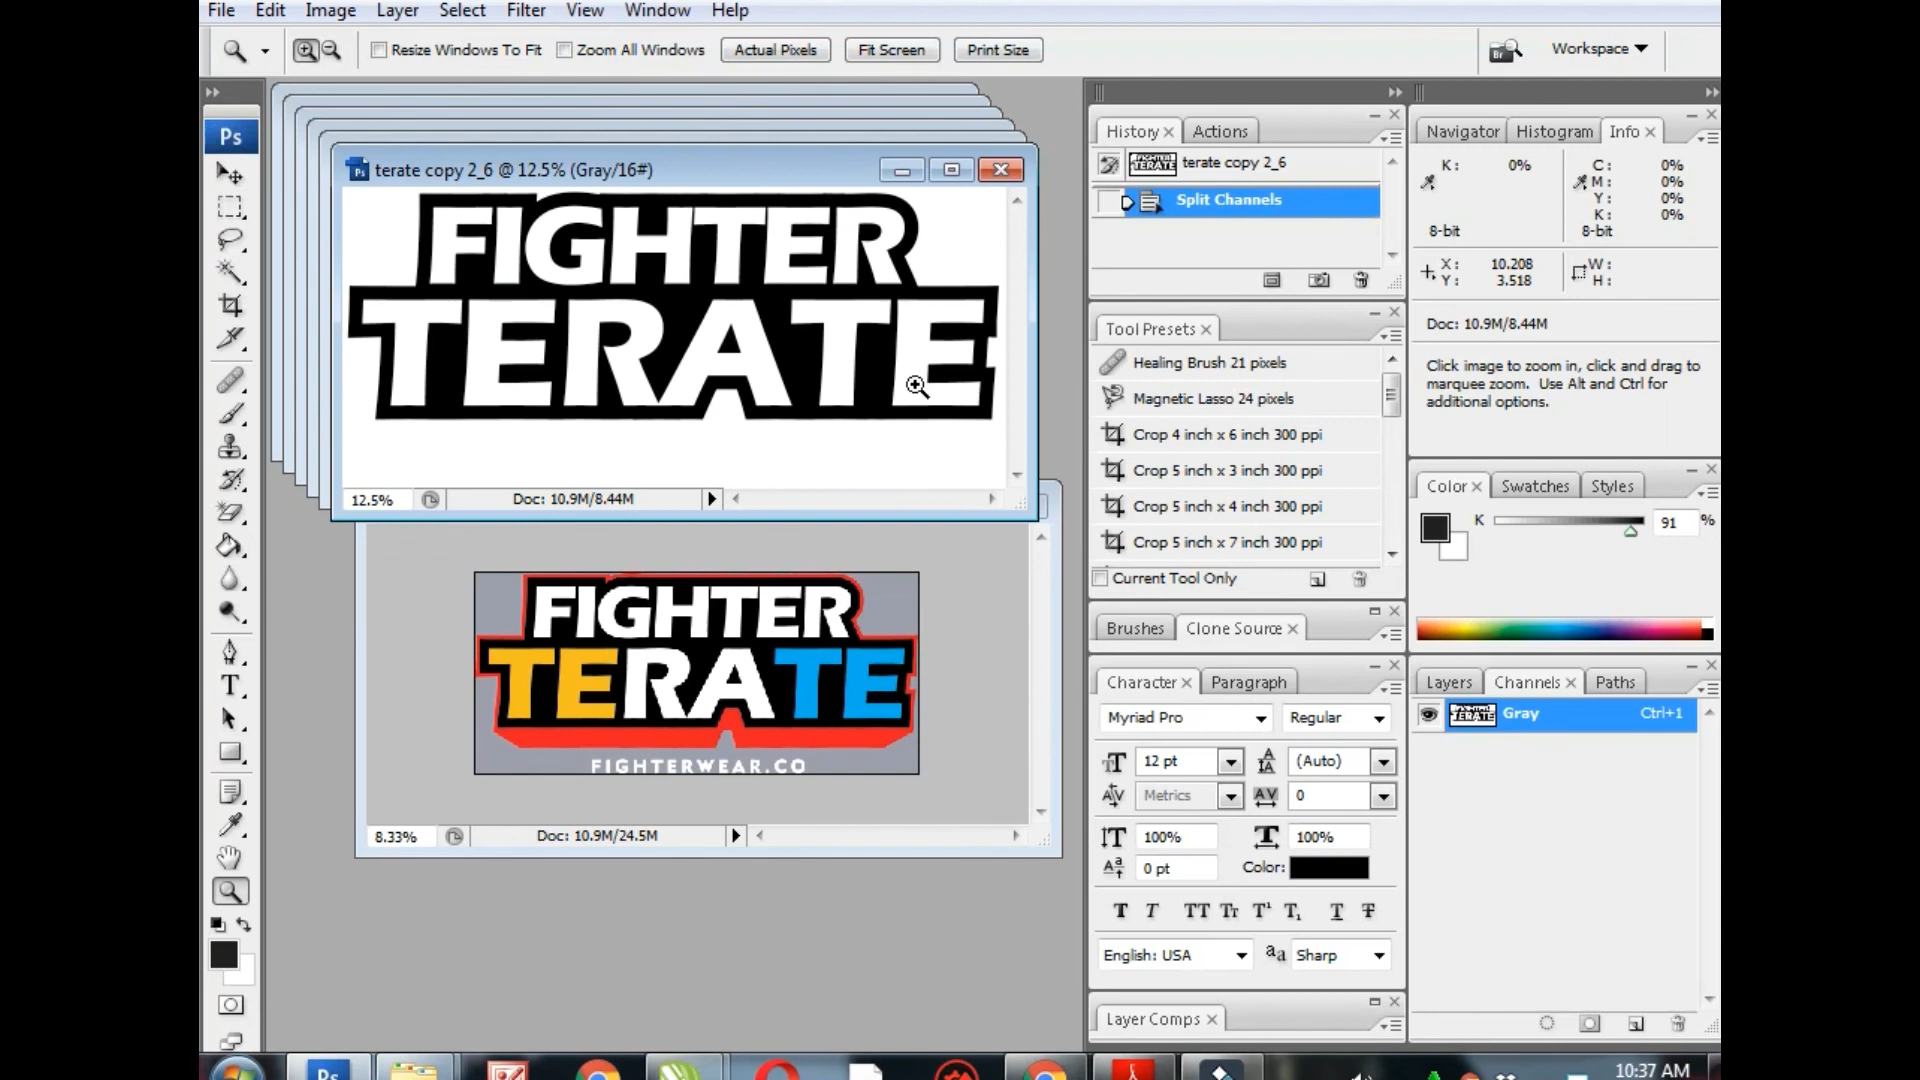 File Edit Image Layer Select Filter View Window Help
Resize Windows To Fit Zoom All Windows Actual Pixels Fit Screen Print Size
Br Workspace
Ps
terate copy 2_6 @ 12.5% (Gray/16#)
FIGHTER
TERATE
12.5% Doc: 10.9M/8.44M
FIGHTER
TERATE
FIGHTERWEAR.CO
8.33% Doc: 10.9M/24.5M
History Actions
terate copy 2_6
Split Channels
Tool Presets
Healing Brush 21 pixels
Magnetic Lasso 24 pixels
Crop 4 inch x 6 inch 300 ppi
Crop 5 inch x 3 inch 300 ppi
Crop 5 inch x 4 inch 300 ppi
Crop 5 inch x 7 inch 300 ppi
Current Tool Only
Brushes Clone Source
Character Paragraph
Myriad Pro Regular
12 pt (Auto)
Metrics 0
100% 100%
0 pt Color:
T T TT Tr T¹ T₁ T T
English: USA aa Sharp
Layer Comps
Navigator Histogram Info
K: 0% C: 0%
M: 0%
Y: 0%
K: 0%
8-bit 8-bit
X: 10.208 W:
Y: 3.518 H:
Doc: 10.9M/8.44M
Click image to zoom in, click and drag to
marquee zoom. Use Alt and Ctrl for
additional options.
Color Swatches Styles
K 91 %
Layers Channels Paths
Gray Ctrl+1
Ps
10:37 AM